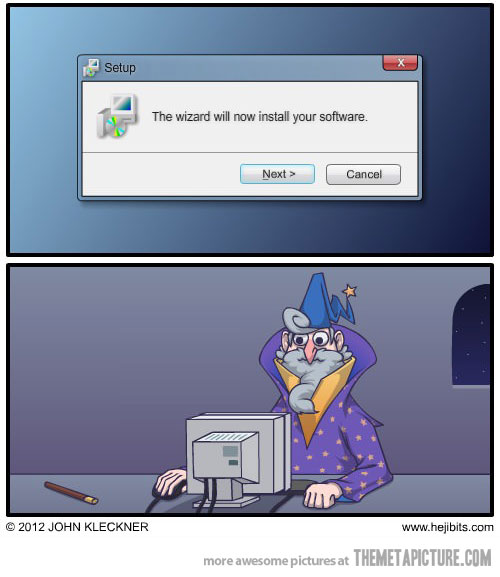 Setup
X
The wizard will now install your software.
Next >
Cancel
© 2012 JOHN KLECKNER
www.hejibits.com
more awesome pictures at THEMETAPICTURE.COM